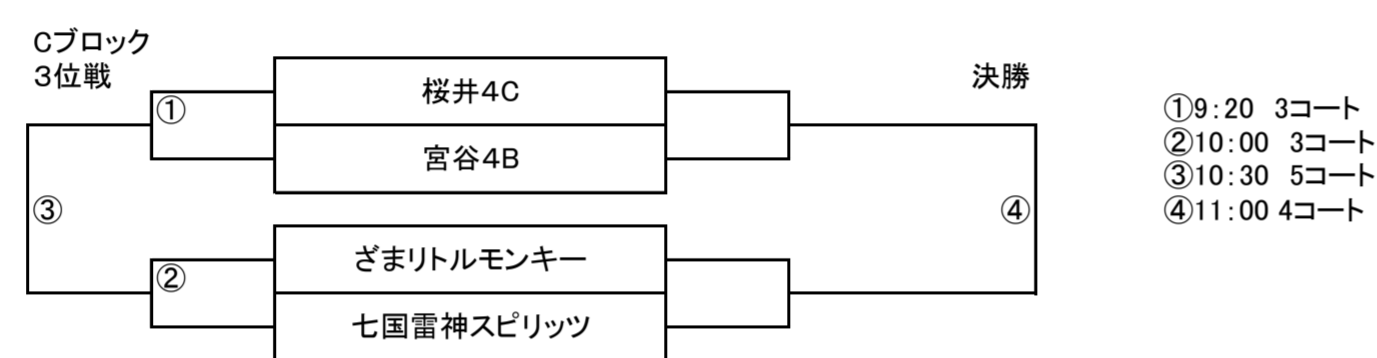 Cブロック
3位戦
決勝
①
桜井4C
宮谷4B
③
④
②
ざまリトルモンキー
七国雷神スピリッツ
①9:20 3コート
②10:00 3コート
③10:30 5コート
④11:00 4コート